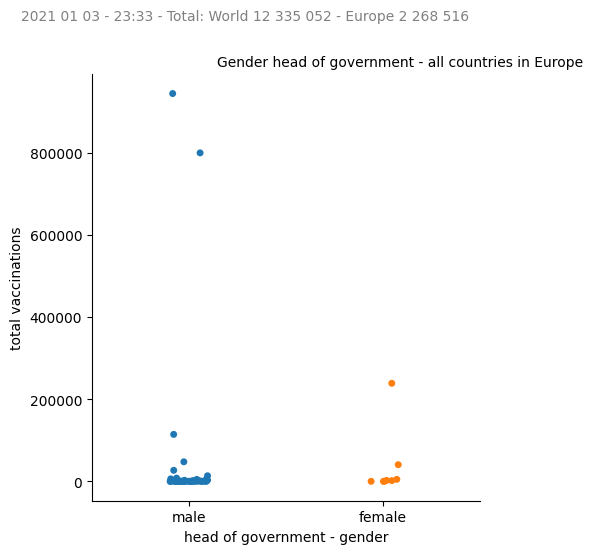 2021 01 03 - 23:33 - Total: World 12 335 052 - Europe 2 268 516
Gender head of government - all countries in Europe
800000
600000
400000
200000
0
total vaccinations
male
female
head of government - gender